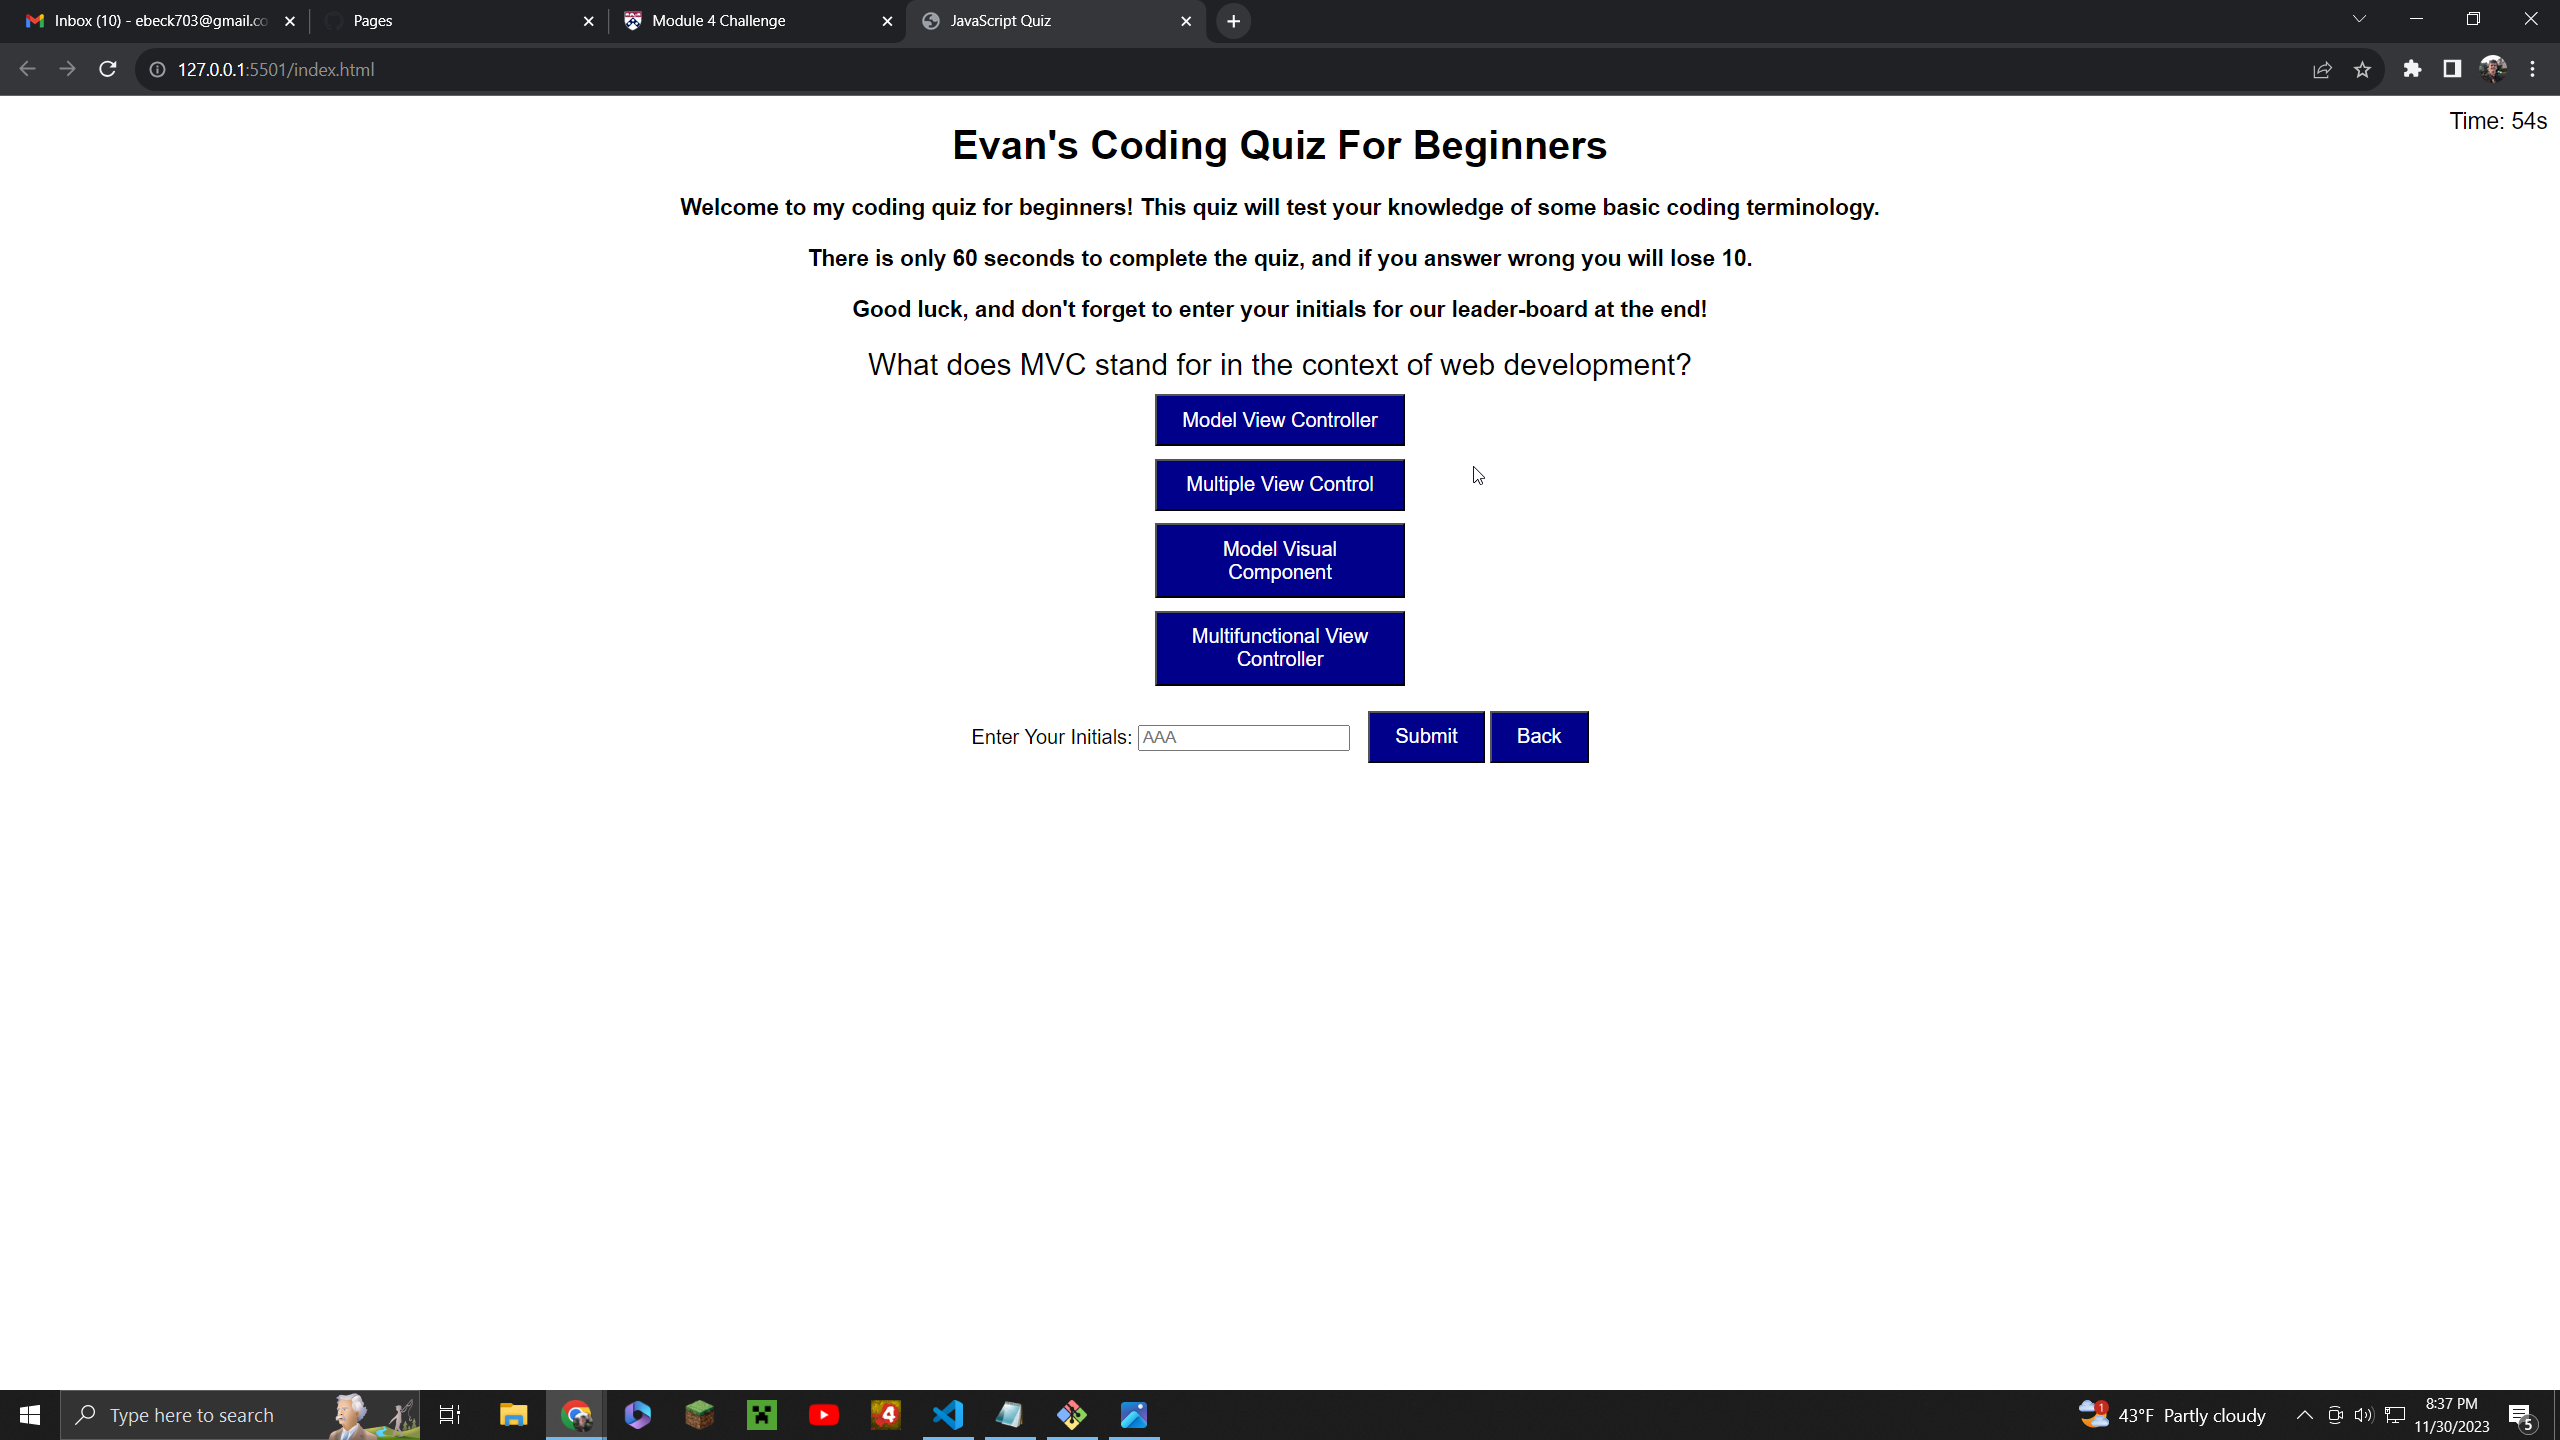 Inbox (10) - ebeck703@gmail.co
Pages
Module 4 Challenge
JavaScript Quiz
127.0.0.1:5501/index.html
Time: 54s
Evan's Coding Quiz For Beginners
Welcome to my coding quiz for beginners! This quiz will test your knowledge of some basic coding terminology.
There is only 60 seconds to complete the quiz, and if you answer wrong you will lose 10.
Good luck, and don't forget to enter your initials for our leader-board at the end!
What does MVC stand for in the context of web development?
Model View Controller
Multiple View Control
Model Visual
Component
Multifunctional View
Controller
Enter Your Initials: AAA Submit Back
Type here to search
4
1
43°F Partly cloudy
8:37 PM
11/30/2023
5